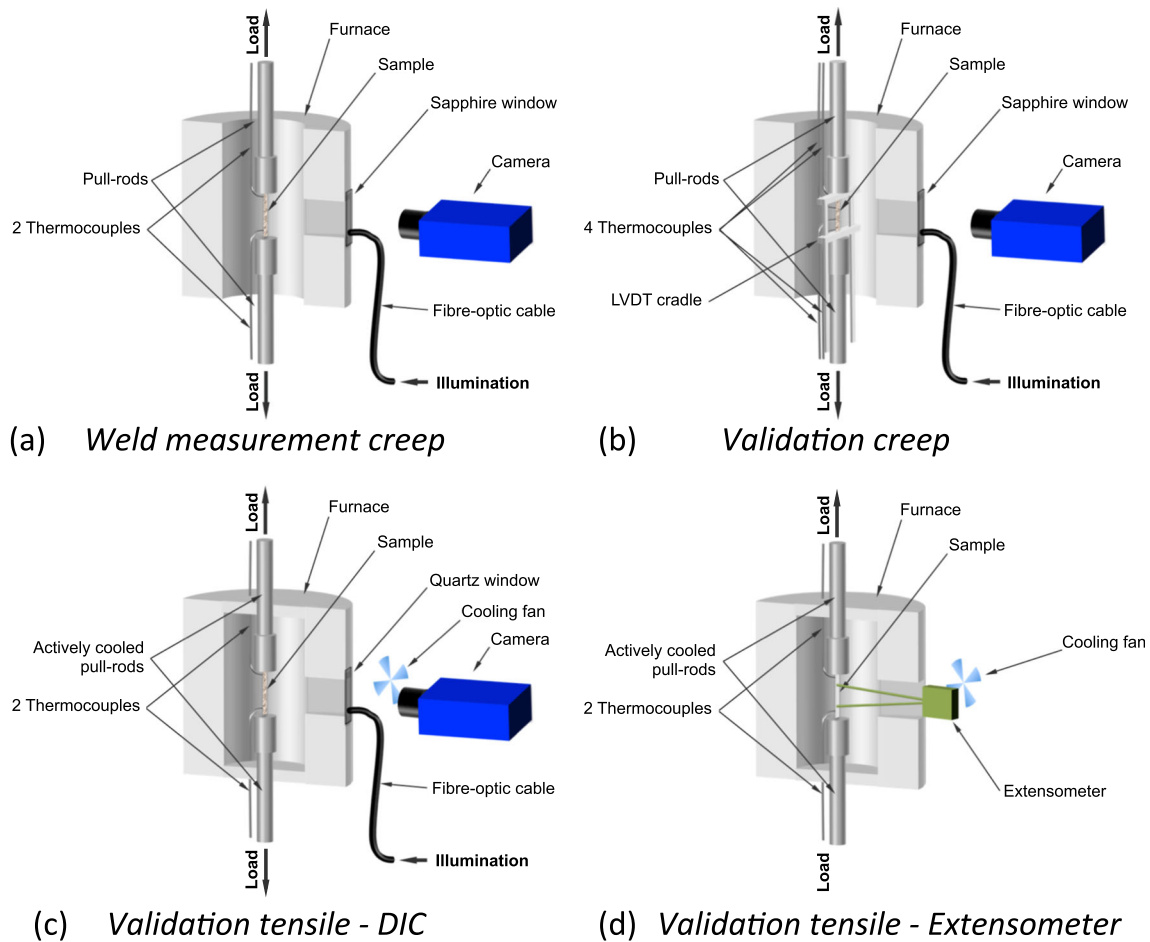 Load
Furnace
Sample
Sapphire window
Camera
Pull-rods
2 Thermocouples
Fibre-optic cable
Illumination
Load
(a) Weld measurement creep
Load
Furnace
Sample
Sapphire window
Camera
Pull-rods
4 Thermocouples
LVDT cradle
Fibre-optic cable
Illumination
Load
(b) Validation creep
Load
Furnace
Sample
Quartz window
Cooling fan
Camera
Actively cooled
pull-rods
2 Thermocouples
Fibre-optic cable
Illumination
Load
(c) Validation tensile - DIC
Load
Furnace
Sample
Cooling fan
Actively cooled
pull-rods
2 Thermocouples
Extensometer
Load
(d) Validation tensile - Extensometer